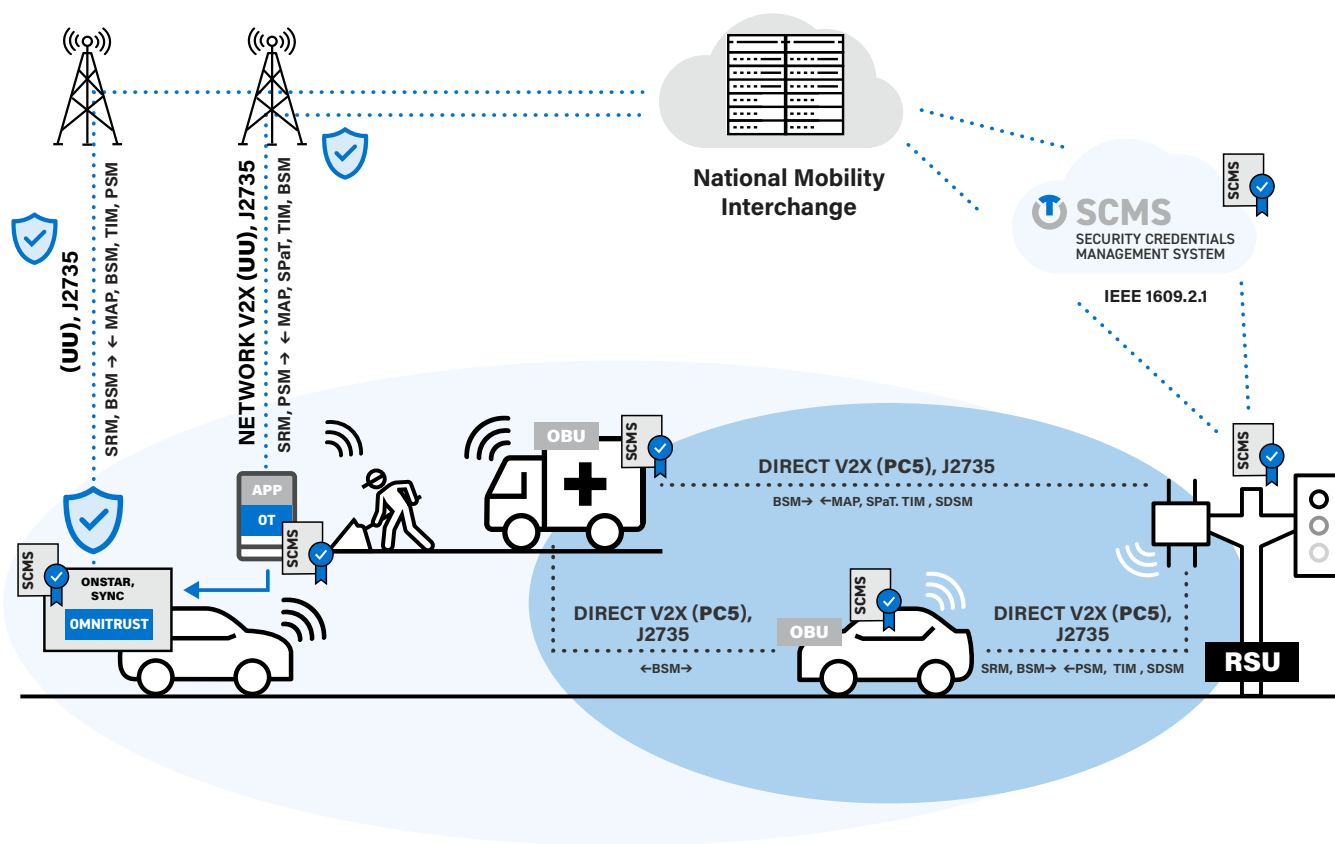 National Mobility
Interchange
SCMS
SCMS
SECURITY CREDENTIALS
MANAGEMENT SYSTEM
IEEE 1609.2.1
(UU), J2735
SRM, BSM → ← MAP, BSM, TIM, PSM
NETWORK V2X (UU), J2735
SRM, PSM → ← MAP, SPaT, TIM, BSM
APP
OT
SCMS
OBU
SCMS
DIRECT V2X (PC5), J2735
BSM→ ←MAP, SPaT. TIM , SDSM
SCMS
SCMS
ONSTAR,
SYNC
OMNITRUST
DIRECT V2X (PC5),
J2735
←BSM→
OBU
SCMS
DIRECT V2X (PC5),
J2735
SRM, BSM→ ←PSM, TIM , SDSM
RSU